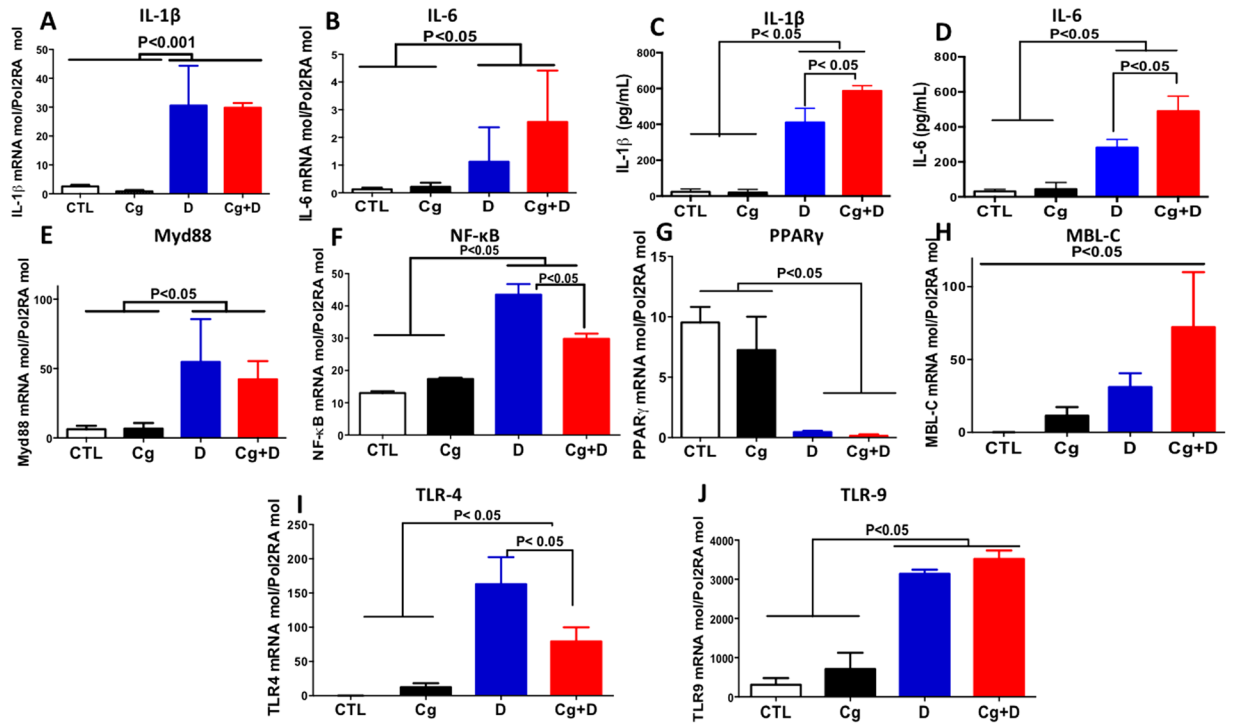 A IL-1β
P<0.001
IL-1β mRNA mol/Pol2RA mol
50
40
30
20
10
0
CTL Cg D Cg+D
B IL-6
P<0.05
IL-6 mRNA mol/Pol2RA mol
5
4
3
2
1
0
CTL Cg D Cg+D
C IL-1β
P< 0.05
P< 0.05
IL-1β (pg/mL)
800
600
400
200
0
CTL Cg D Cg+D
D IL-6
P<0.05
P<0.05
IL-6 (pg/mL)
800
600
400
200
0
CTL Cg D Cg+D
E Myd88
P<0.05
Myd88 mRNA mol/Pol2RA mol
100
50
0
CTL Cg D Cg+D
F NF-κB
P<0.05
P<0.05
NF-κB mRNA mol/Pol2RA mol
50
40
30
20
10
0
CTL Cg D Cg+D
G PPARγ
P<0.05
PPARγ mRNA mol/Pol2RA mol
15
10
5
0
CTL Cg D Cg+D
H MBL-C
P<0.05
MBL-C mRNA mol/Pol2RA mol
100
50
0
CTL Cg D Cg+D
I TLR-4
P< 0.05
P< 0.05
TLR4 mRNA mol/Pol2RA mol
250
200
150
100
50
0
CTL Cg D Cg+D
J TLR-9
P<0.05
TLR9 mRNA mol/Pol2RA mol
4000
3000
2000
1000
0
CTL Cg D Cg+D